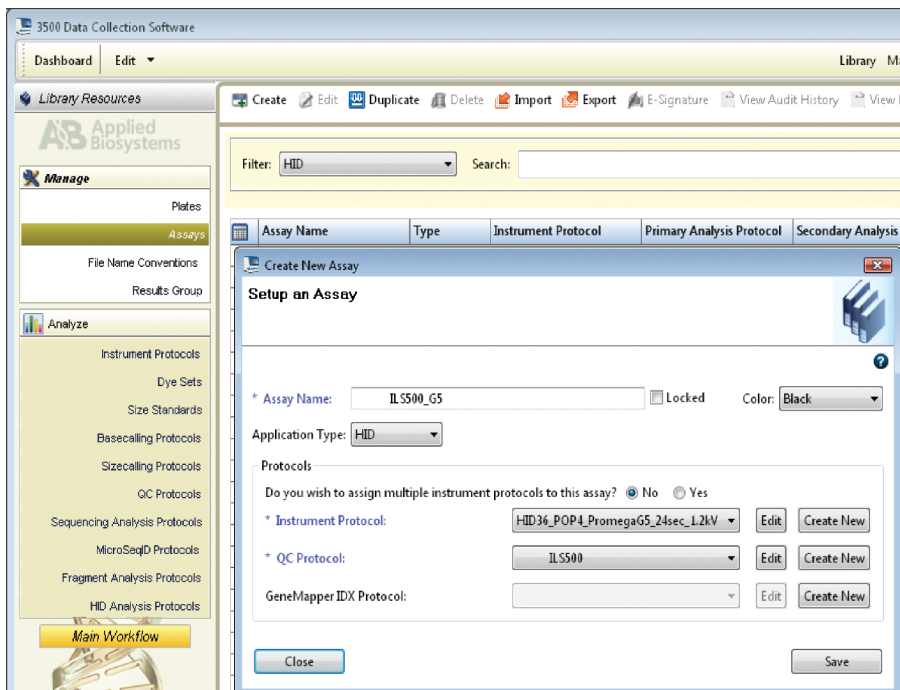 3500 Data Collection Software
Dashboard Edit Library
Library Resources
Create Edit Duplicate Delete Import Export E-Signature View Audit History View
AB Applied Biosystems
Filter: HID Search:
Manage
Plates
Assays
File Name Conventions
Results Group
Assay Name Type Instrument Protocol Primary Analysis Protocol Secondary Analysis
Create New Assay
Setup an Assay
Analyze
Instrument Protocols
Dye Sets
Size Standards
Basecalling Protocols
Sizecalling Protocols
QC Protocols
Sequencing Analysis Protocols
MicroSeqID Protocols
Fragment Analysis Protocols
HID Analysis Protocols
Main Workflow
* Assay Name: ILS500_G5 Locked Color: Black
Application Type: HID
Protocols
Do you wish to assign multiple instrument protocols to this assay? No Yes
* Instrument Protocol: HID36_POP4_PromegaG5_24sec_1.2kV Edit Create New
* QC Protocol: ILS500 Edit Create New
GeneMapper IDX Protocol: Edit Create New
Close Save